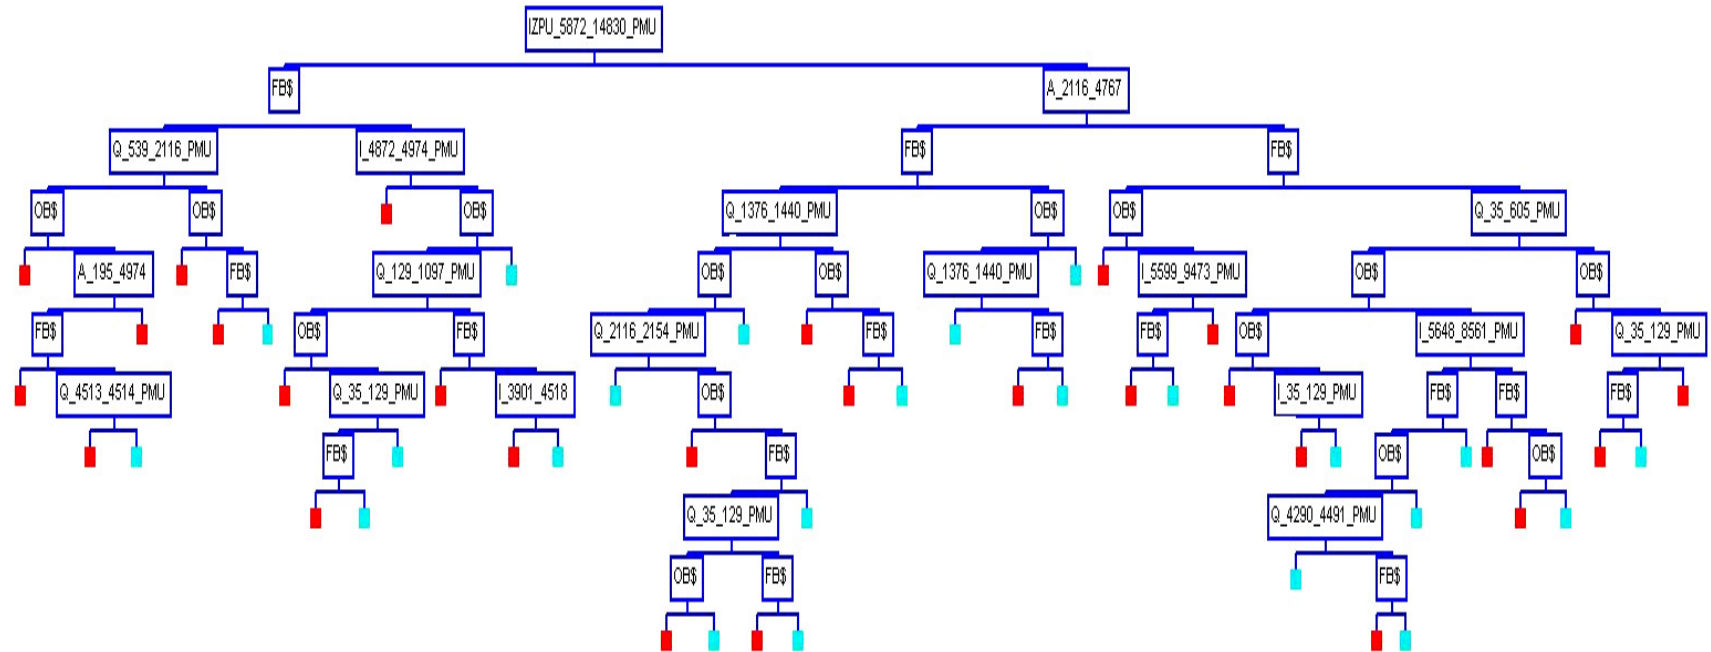 IZPU_5872_14830_PMU
FB$ A_2116_4767
Q_539_2116_PMU I_4872_4974_PMU FB$ FB$
OB$ OB$ OB$ Q_1376_1440_PMU OB$ OB$ Q_35_605_PMU
A_195_4974 FB$ Q_129_1097_PMU OB$ OB$ Q_1376_1440_PMU I_5599_9473_PMU OB$ OB$
FB$ OB$ FB$ Q_2116_2154_PMU FB$ FB$ FB$ OB$ I_5648_8561_PMU Q_35_129_PMU
Q_4513_4514_PMU Q_35_129_PMU I_3901_4518 OB$ I_35_129_PMU FB$ FB$ FB$
FB$ FB$ OB$ OB$
Q_35_129_PMU Q_4290_4491_PMU
OB$ FB$ FB$